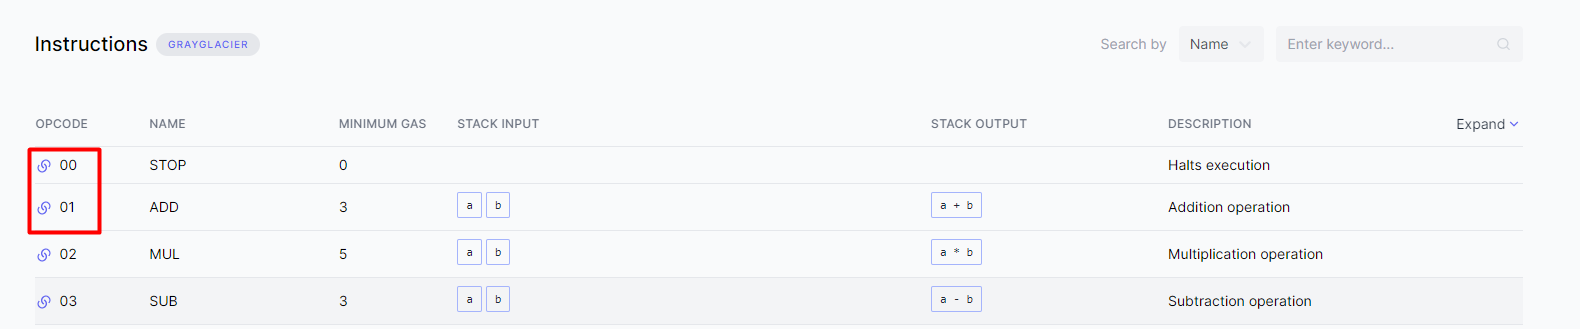 Instructions GRAYGLACIER Search by Name Enter keyword...
OPCODE NAME MINIMUM GAS STACK INPUT STACK OUTPUT DESCRIPTION Expand
00 STOP 0 Halts execution
01 ADD 3 a b a + b Addition operation
02 MUL 5 a b a * b Multiplication operation
03 SUB 3 a b a - b Subtraction operation